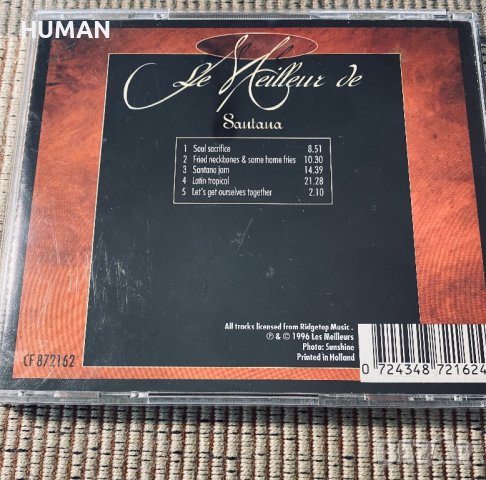 HUMAN
Le Meilleur de
Santana
1 Soul sacrifice 8.51
2 Fried neckbones & some home fries 10.30
3 Santana jam 14.39
4 Latin tropical 21.28
5 Let's get ourselves together 2.10
All tracks licensed from Ridgetop Music.
℗ & © 1996 Les Meilleurs
Photo: Sunshine
Printed in Holland
CF 872162
0 724348 721624